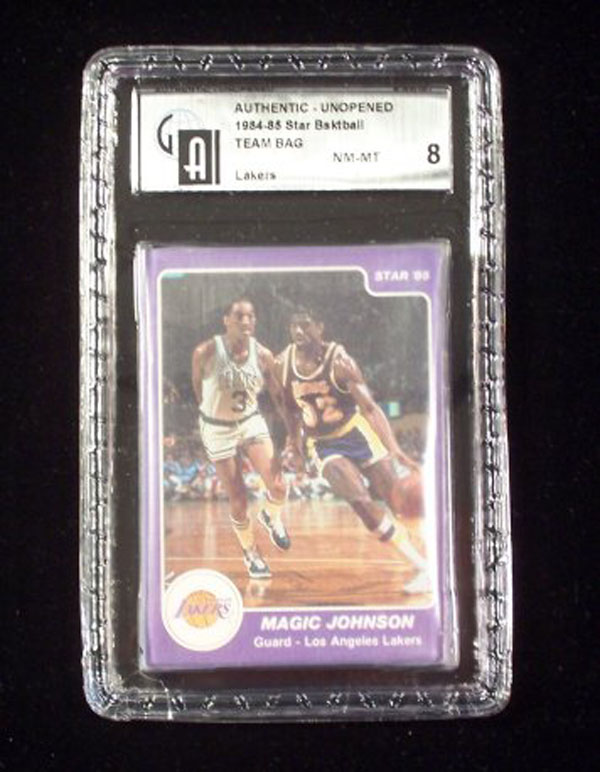 AUTHENTIC - UNOPENED
1984-85 Star Bsktball
TEAM BAG
NM-MT 8
Lakers
GAI
STAR '85
32
3
LAKERS
MAGIC JOHNSON
Guard - Los Angeles Lakers